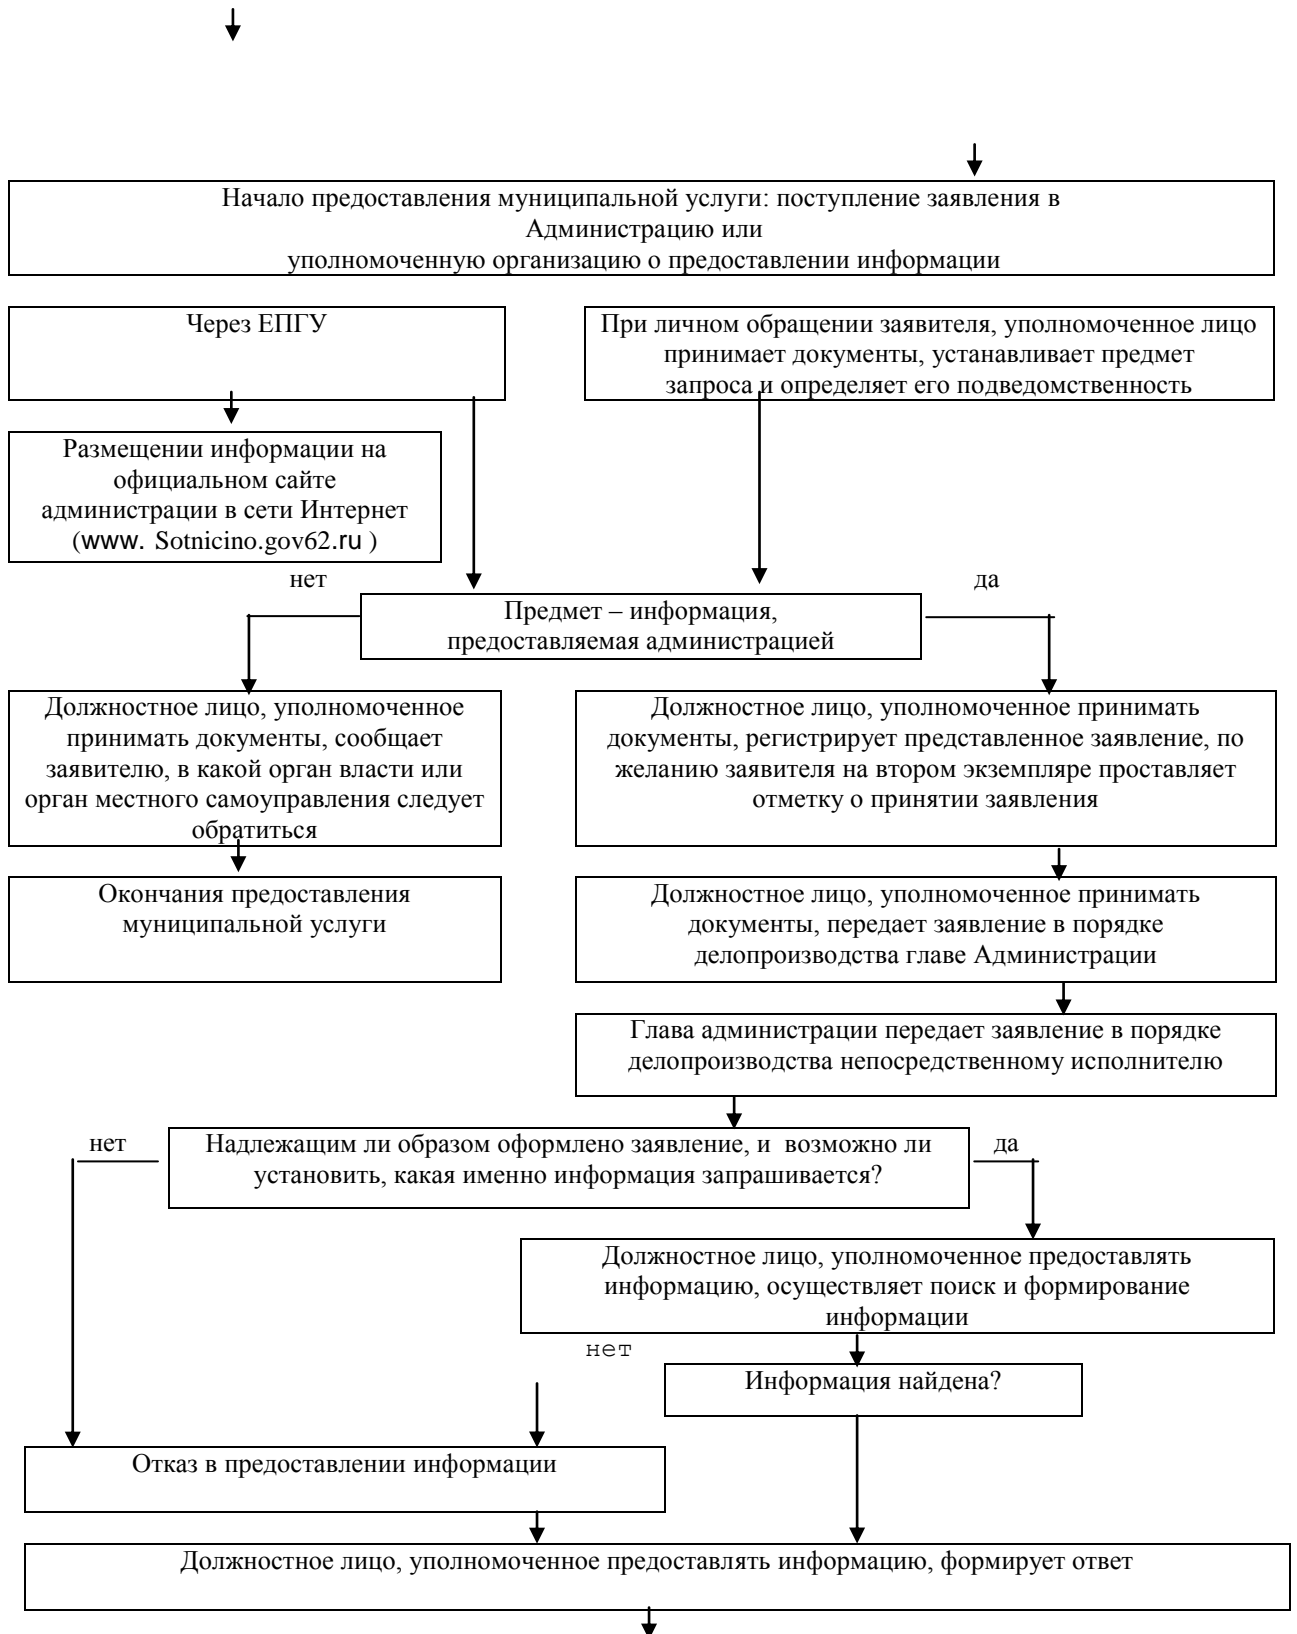 Начало предоставления муниципальной услуги: поступление заявления в
Администрацию или
уполномоченную организацию о предоставлении информации
Через ЕПГУ
При личном обращении заявителя, уполномоченное лицо
принимает документы, устанавливает предмет
запроса и определяет его подведомственность
Размещении информации на
официальном сайте
администрации в сети Интернет
(www. Sotnicino.gov62.ru )
нет
да
Предмет – информация,
предоставляемая администрацией
Должностное лицо, уполномоченное
принимать документы, сообщает
заявителю, в какой орган власти или
орган местного самоуправления следует
обратиться
Должностное лицо, уполномоченное принимать
документы, регистрирует представленное заявление, по
желанию заявителя на втором экземпляре проставляет
отметку о принятии заявления
Окончания предоставления
муниципальной услуги
Должностное лицо, уполномоченное принимать
документы, передает заявление в порядке
делопроизводства главе Администрации
Глава администрации передает заявление в порядке
делопроизводства непосредственному исполнителю
нет
Надлежащим ли образом оформлено заявление, и возможно ли
установить, какая именно информация запрашивается?
да
Должностное лицо, уполномоченное предоставлять
информацию, осуществляет поиск и формирование
информации
нет
Информация найдена?
Отказ в предоставлении информации
Должностное лицо, уполномоченное предоставлять информацию, формирует ответ